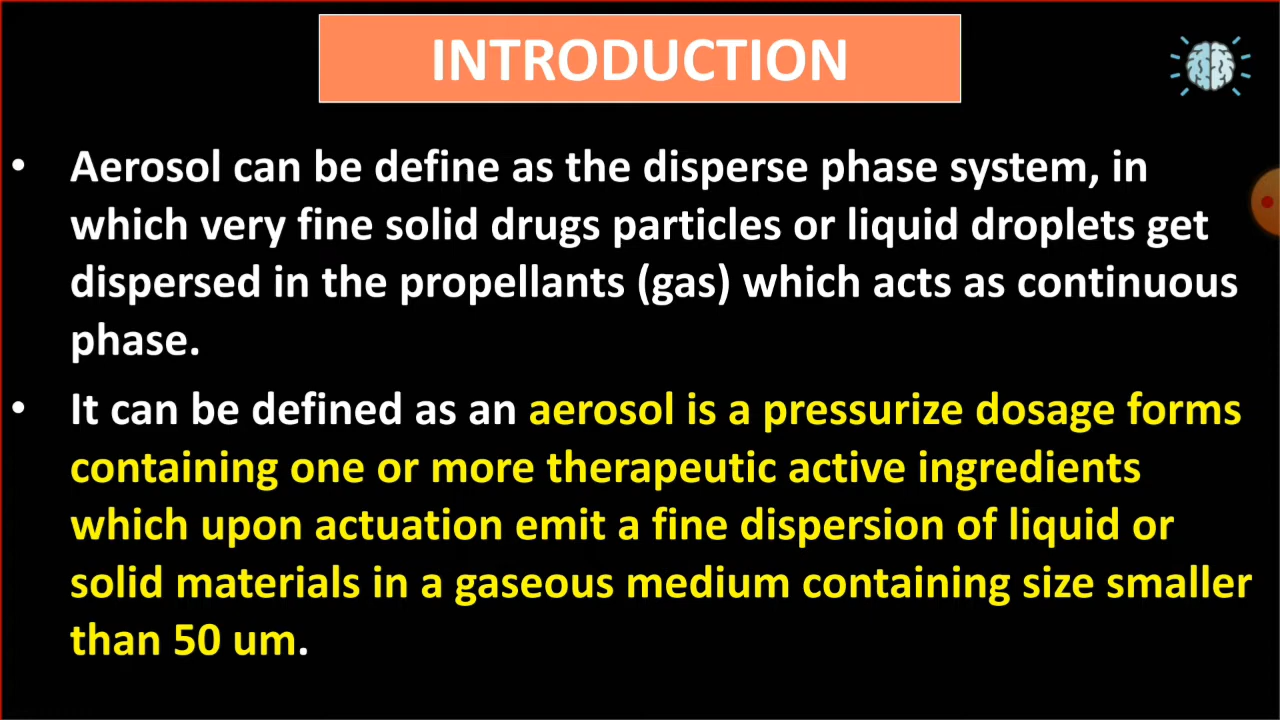 INTRODUCTION
• Aerosol can be define as the disperse phase system, in
which very fine solid drugs particles or liquid droplets get
dispersed in the propellants (gas) which acts as continuous
phase.
• It can be defined as an aerosol is a pressurize dosage forms
containing one or more therapeutic active ingredients
which upon actuation emit a fine dispersion of liquid or
solid materials in a gaseous medium containing size smaller
than 50 um.